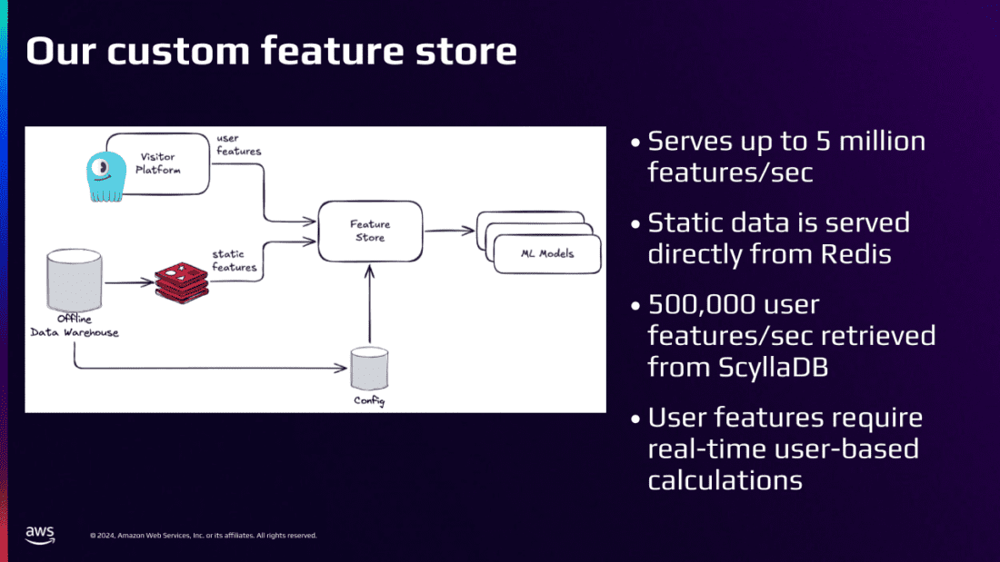 Our custom feature store
Visitor
Platform
user
features
Feature
Store
ML Models
static
features
Offline
Data Warehouse
Config
• Serves up to 5 million
features/sec
• Static data is served
directly from Redis
• 500,000 user
features/sec retrieved
from ScyllaDB
• User features require
real-time user-based
calculations
aws
© 2024, Amazon Web Services, Inc. or its affiliates. All rights reserved.